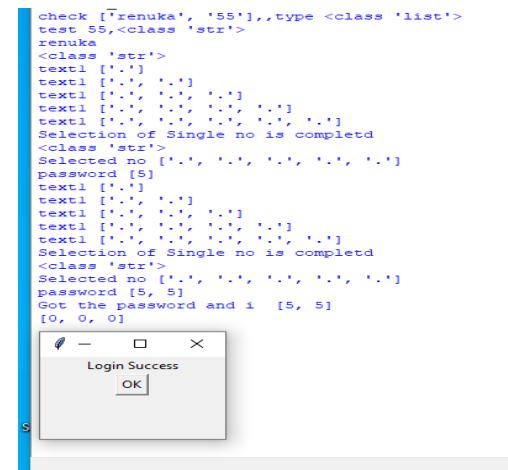 check ['renuka', '55'],,type <class 'list'>
test 55,<class 'str'>
renuka
<class 'str'>
text1 ['.']
text1 ['.', '.']
text1 ['.', '.', '.']
text1 ['.', '.', '.', '.']
text1 ['.', '.', '.', '.', '.']
Selection of Single no is completd
<class 'str'>
Selected no ['.', '.', '.', '.', '.']
password [5]
text1 ['.']
text1 ['.', '.']
text1 ['.', '.', '.']
text1 ['.', '.', '.', '.']
text1 ['.', '.', '.', '.', '.']
Selection of Single no is completd
<class 'str'>
Selected no ['.', '.', '.', '.', '.']
password [5, 5]
Got the password and i  [5, 5]
[0, 0, 0]
Login Success
OK
s